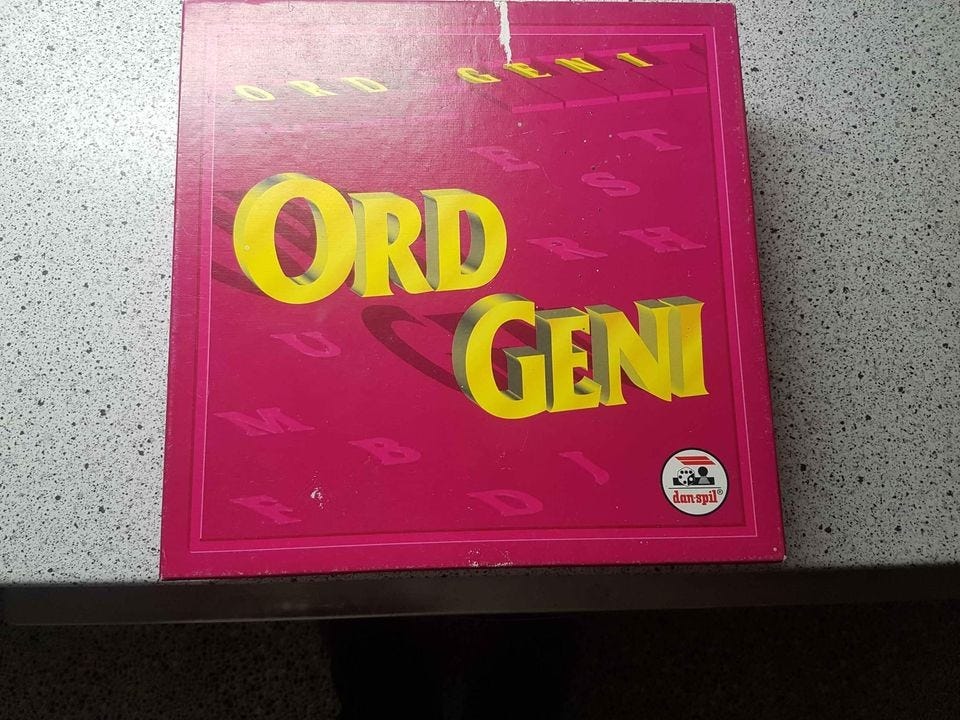 ORD GENI
ORD
GENI
E T
S
R H
U
M
B I
F D
dan-spil®